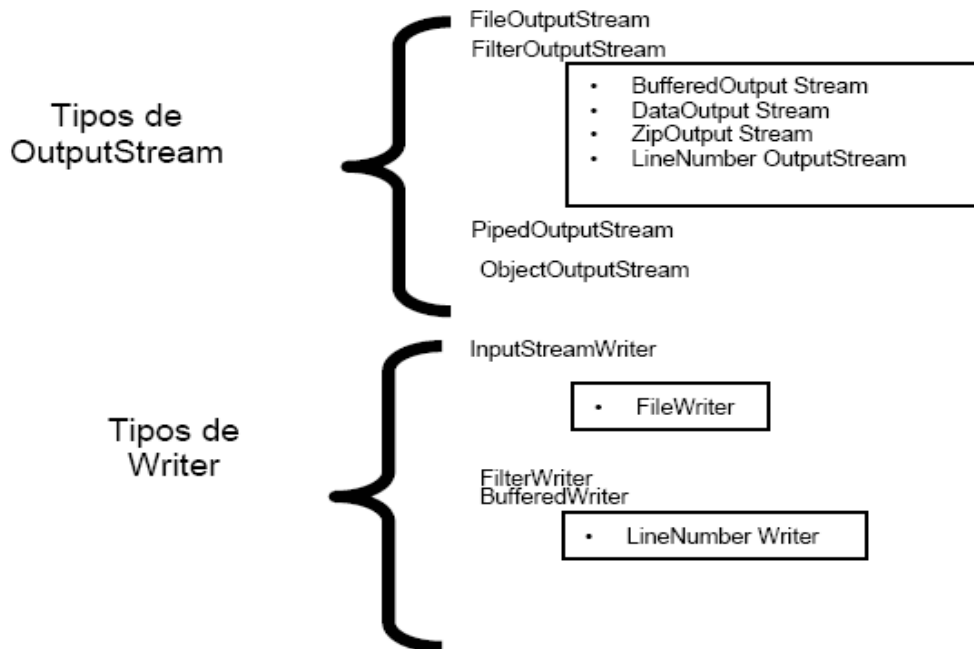 Tipos de
OutputStream
FileOutputStream
FilterOutputStream
• BufferedOutput Stream
• DataOutput Stream
• ZipOutput Stream
• LineNumber OutputStream
PipedOutputStream
ObjectOutputStream
Tipos de
Writer
InputStreamWriter
• FileWriter
FilterWriter
BufferedWriter
• LineNumber Writer